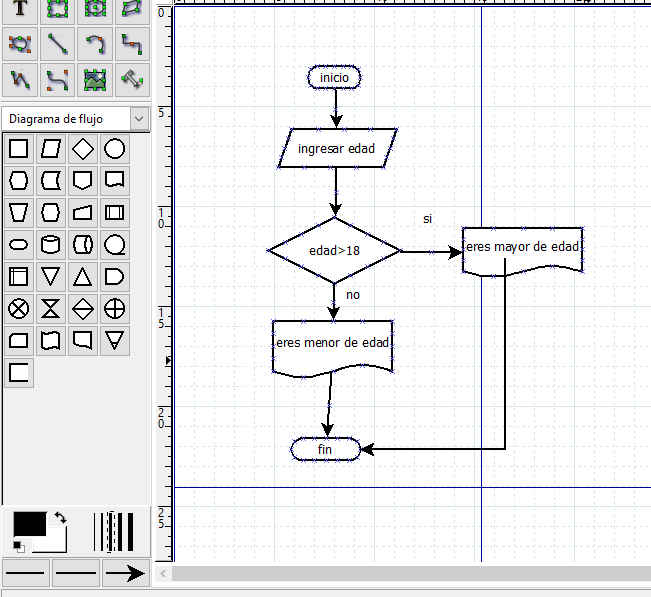 T
Diagrama de flujo
0
5
10
15
20
25
inicio
ingresar edad
edad>18
si
eres mayor de edad
no
eres menor de edad
fin